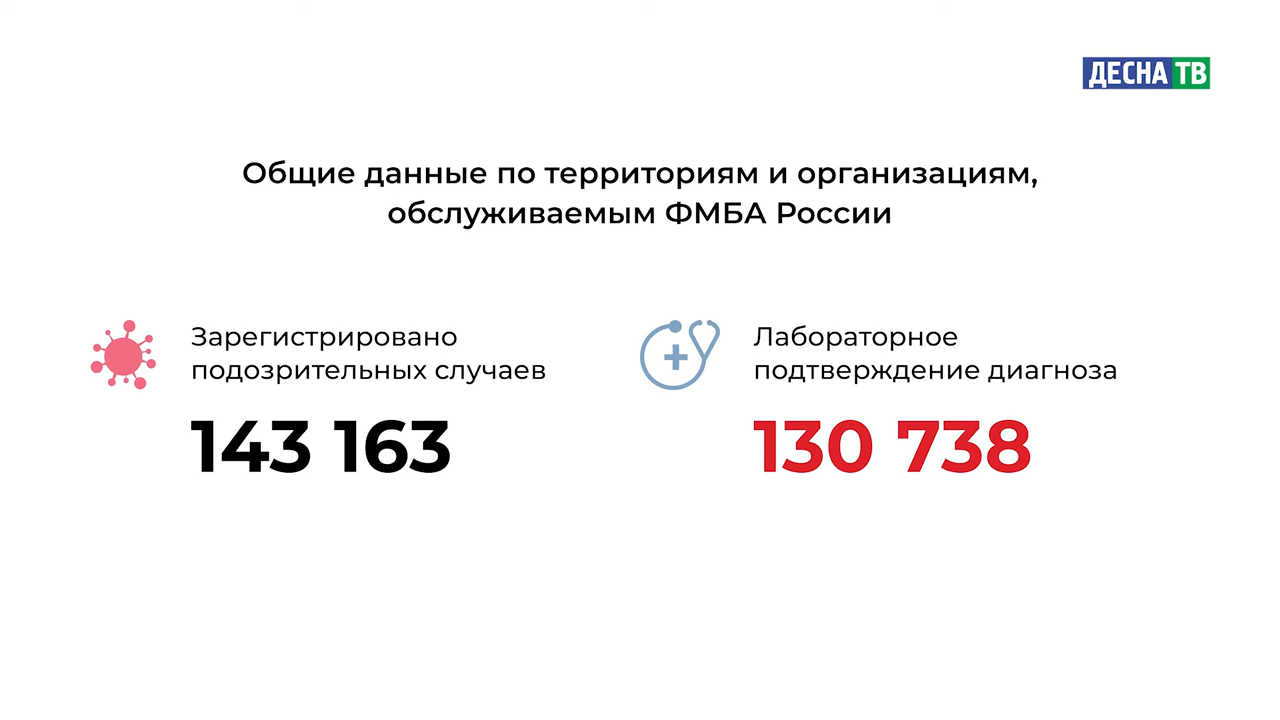 ДЕСНА ТВ
Общие данные по территориям и организациям,
обслуживаемым ФМБА России
Зарегистрировано
подозрительных случаев
143 163
Лабораторное
подтверждение диагноза
130 738